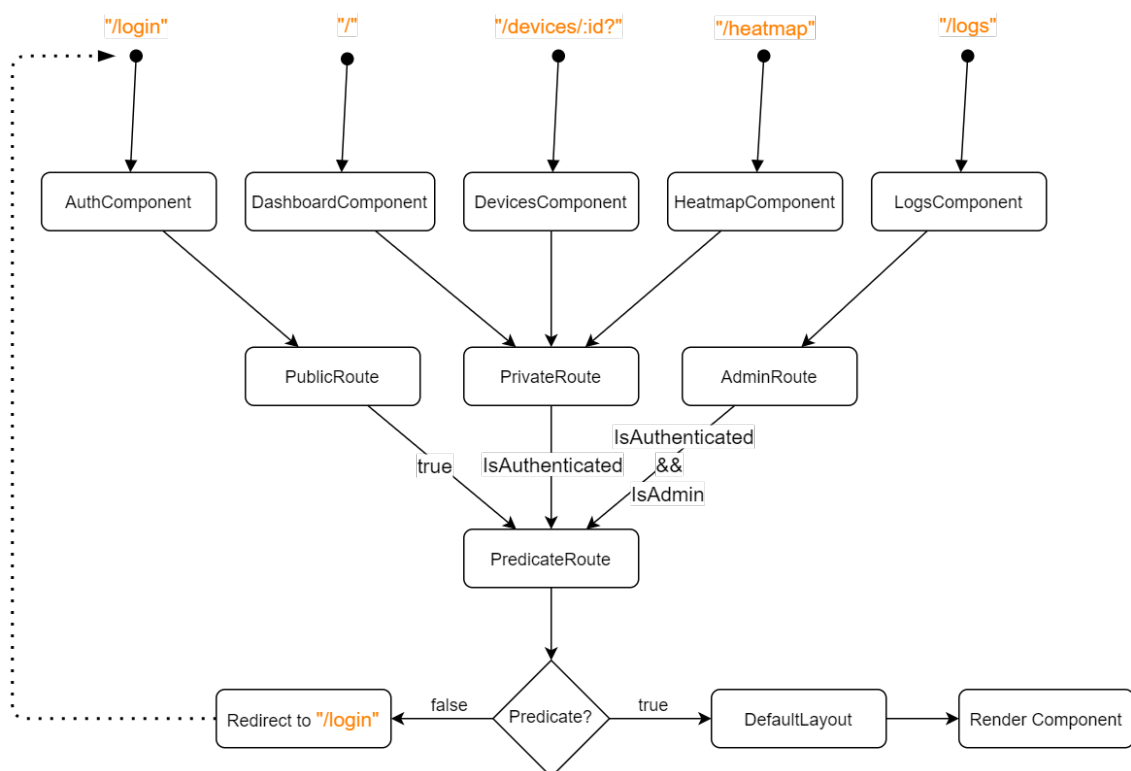 "/login"
"/"
"/devices/:id?"
"/heatmap"
"/logs"
AuthComponent
DashboardComponent
DevicesComponent
HeatmapComponent
LogsComponent
PublicRoute
PrivateRoute
AdminRoute
true
IsAuthenticated
IsAuthenticated
&&
IsAdmin
PredicateRoute
Redirect to "/login"
false
Predicate?
true
DefaultLayout
Render Component